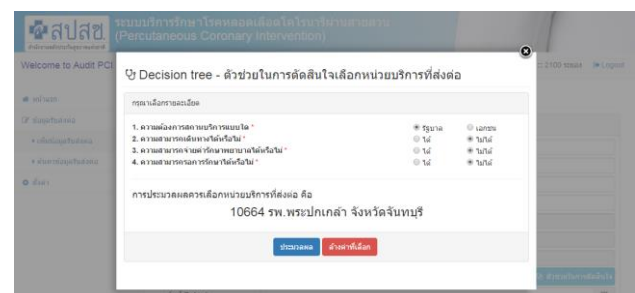 สปสช.
ระบบบริการรักษาโรคหลอดเลือดโคโรนารีผ่านสายสวน
(Percutaneous Coronary Intervention)
Welcome to Audit PCI
Logout
Decision tree - ตัวช่วยในการตัดสินใจเลือกหน่วยบริการที่ส่งต่อ
กรุณาเลือกรายละเอียด
1. ความต้องการสถานบริการแบบใด * รัฐบาล เอกชน
2. ความสามารถเดินทางได้หรือไม่ * ได้ ไม่ได้
3. ความสามารถจ่ายค่ารักษาพยาบาลได้หรือไม่ * ได้ ไม่ได้
4. ความสามารถรอการรักษาได้หรือไม่ * ได้ ไม่ได้
การประมวลผลควรเลือกหน่วยบริการที่ส่งต่อ คือ
10664 รพ.พระปกเกล้า จังหวัดจันทบุรี
ประมวลผล ล้างค่าที่เลือก
หน้าแรก